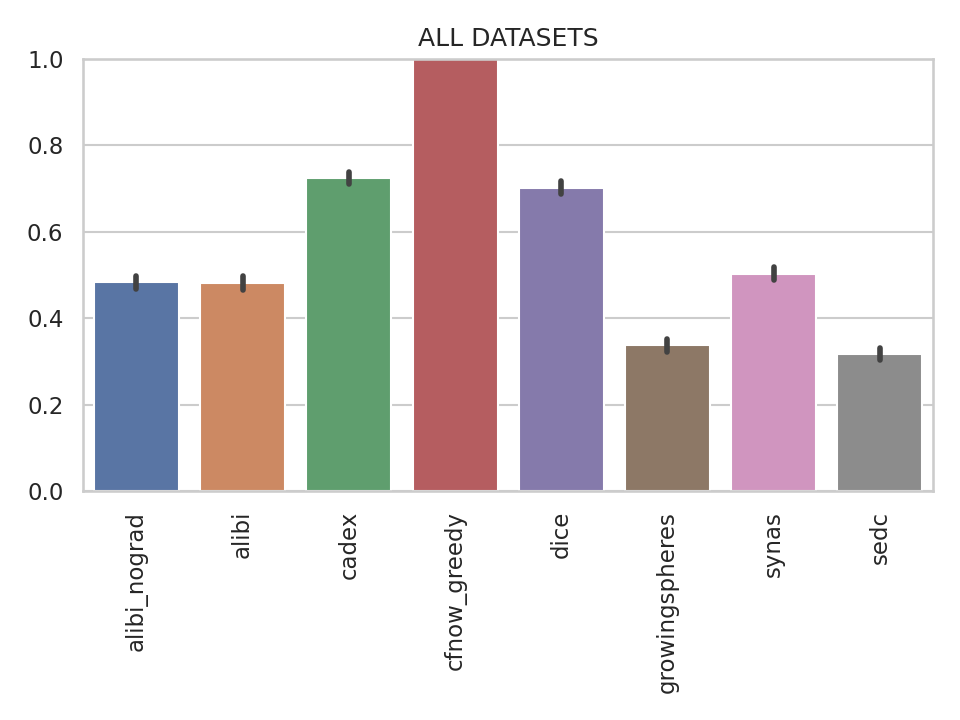 ALL DATASETS
1.0
0.8
0.6
0.4
0.2
0.0
alibi_nograd
alibi
cadex
cfnow_greedy
dice
growingspheres
synas
sedc